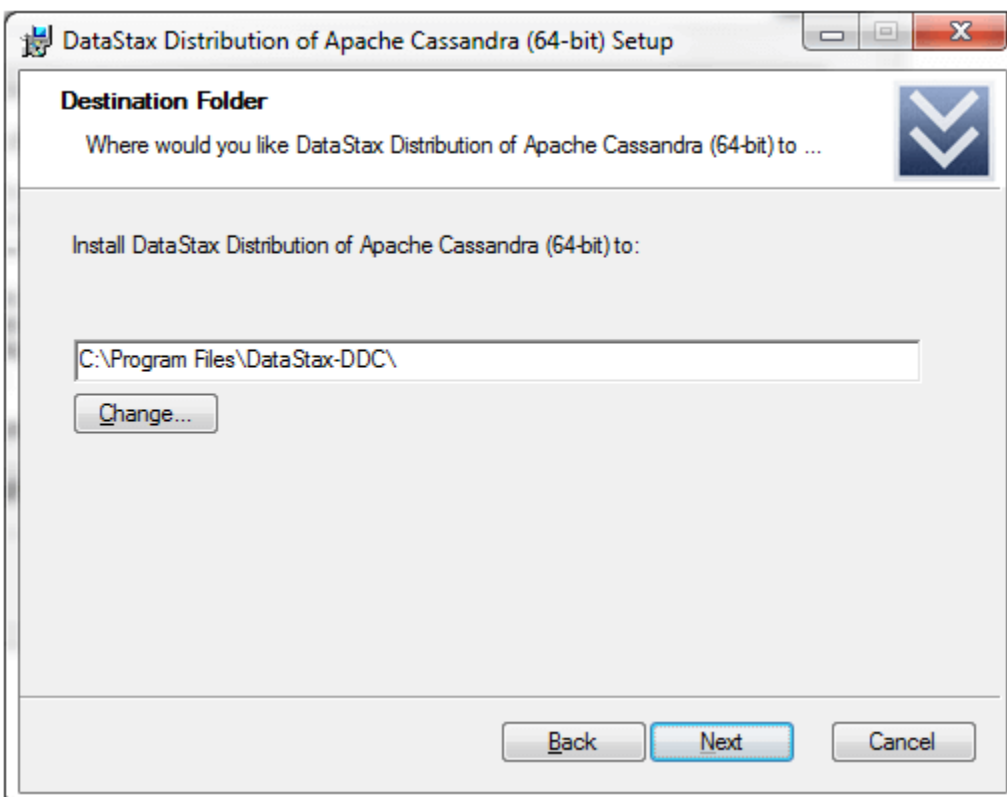 DataStax Distribution of Apache Cassandra (64-bit) Setup
Destination Folder
Where would you like DataStax Distribution of Apache Cassandra (64-bit) to ...
Install DataStax Distribution of Apache Cassandra (64-bit) to:
C:\Program Files\DataStax-DDC\
Change...
Back Next Cancel